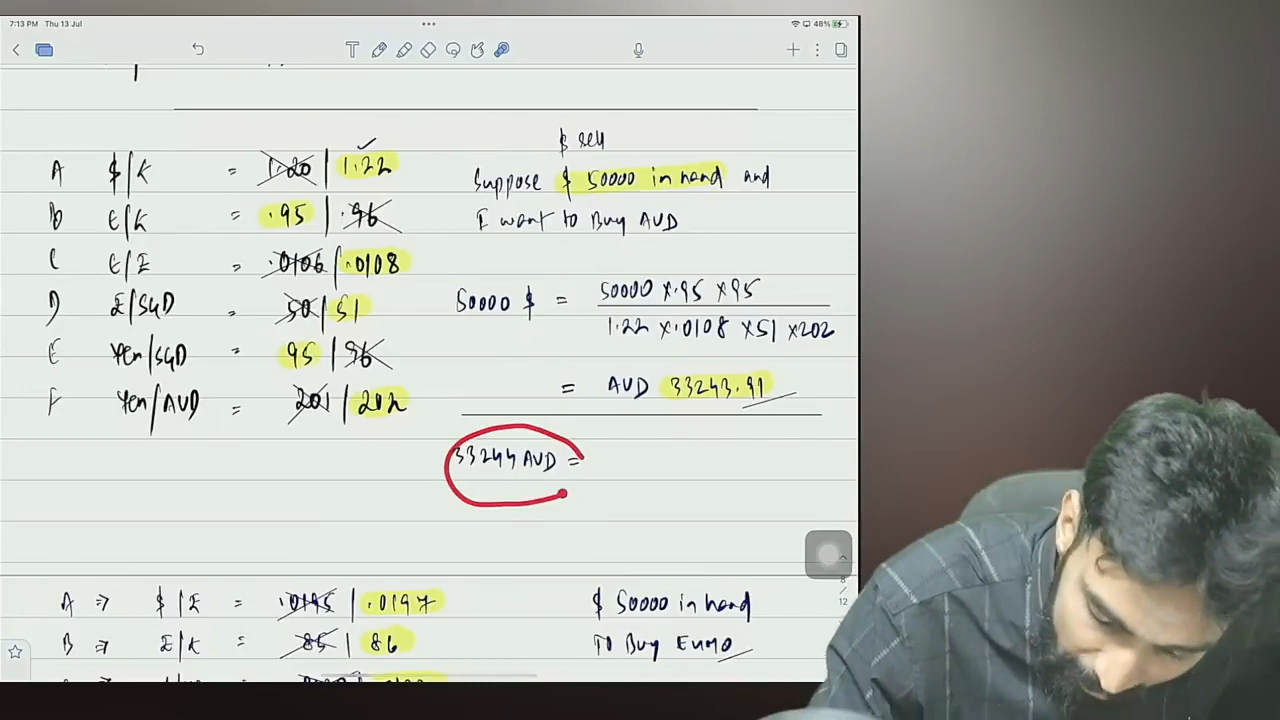 7:13 PM Thu 13 Jul
48%
$ sell
A $/£ = 1.20 | 1.22
Suppose $ 50000 in hand and
B €/£ = .95 | .96
I want to Buy AUD
C = .0106 | .0108
D /SGD = 50 | 51
50000 $ = 50000 × .95 × 95
1.22 × .0108 × 51 × 202
E Yen/SGD = 95 | 96
F Yen/AUD = 201 | 202
= AUD 33243.91
33244 AUD =
8
12
A ⇒ = .0195 | .0197
$ 50000 in hand
B ⇒ = 85 | 86
To Buy EURO